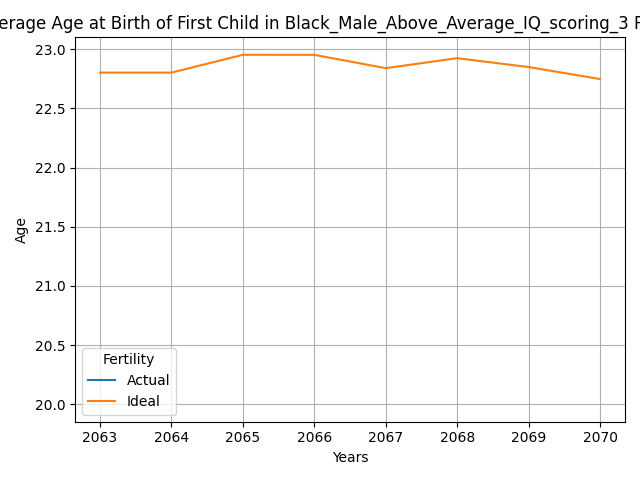 erage Age at Birth of First Child in Black_Male_Above_Average_IQ_scoring_3
23.0
22.5
22.0
21.5
21.0
20.5
20.0
Age
Fertility
Actual
Ideal
2063 2064 2065 2066 2067 2068 2069 2070
Years